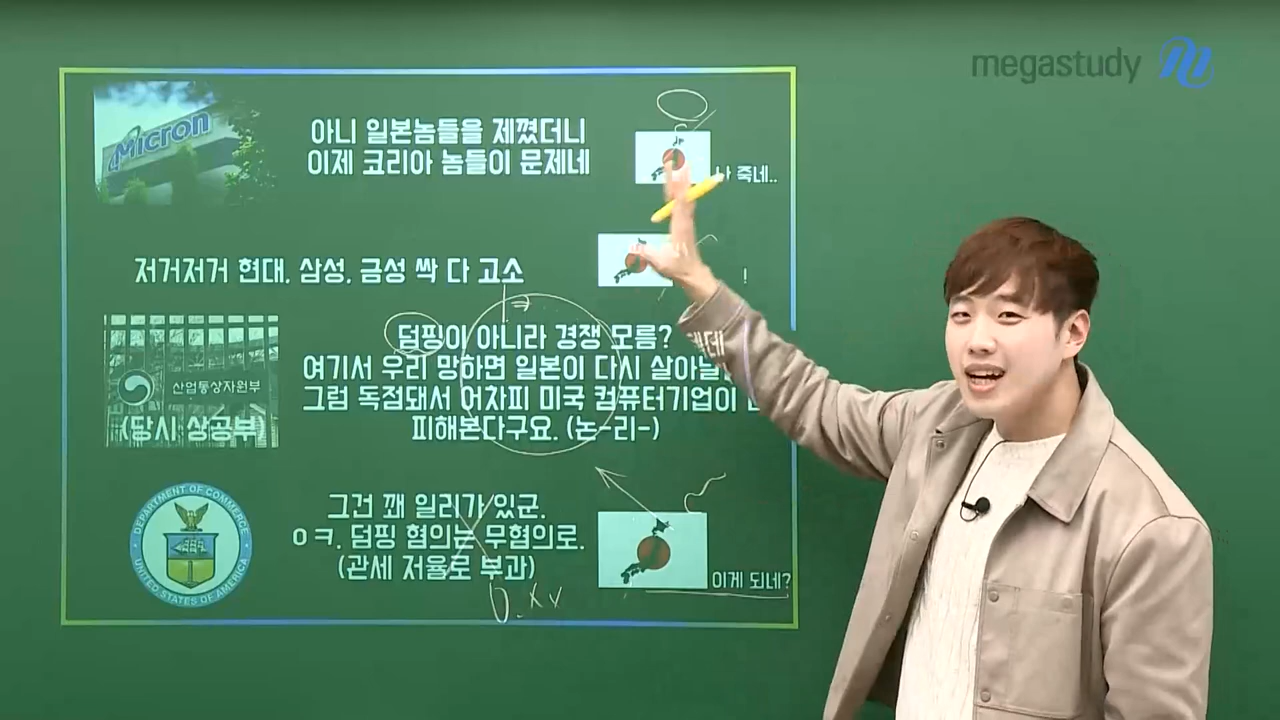 megastudy
Micron
아니 일본놈들을 제꼈더니
이제 코리아 놈들이 문제네
나 죽네..
저거저거 현대, 삼성, 금성 싹 다 고소
!
덤핑이 아니라 경쟁 모름?
여기서 우리 망하면 일본이 다시 살아날
그럼 독점돼서 어차피 미국 컴퓨터기업이
피해본다구요. (논-리-)
텐데
산업통상자원부
(당시 상공부)
그건 꽤 일리가 있군.
ㅇㅋ. 덤핑 혐의는 무혐의로.
(관세 저율로 부과)
이게 되네?
DEPARTMENT OF COMMERCE
UNITED STATES OF AMERICA